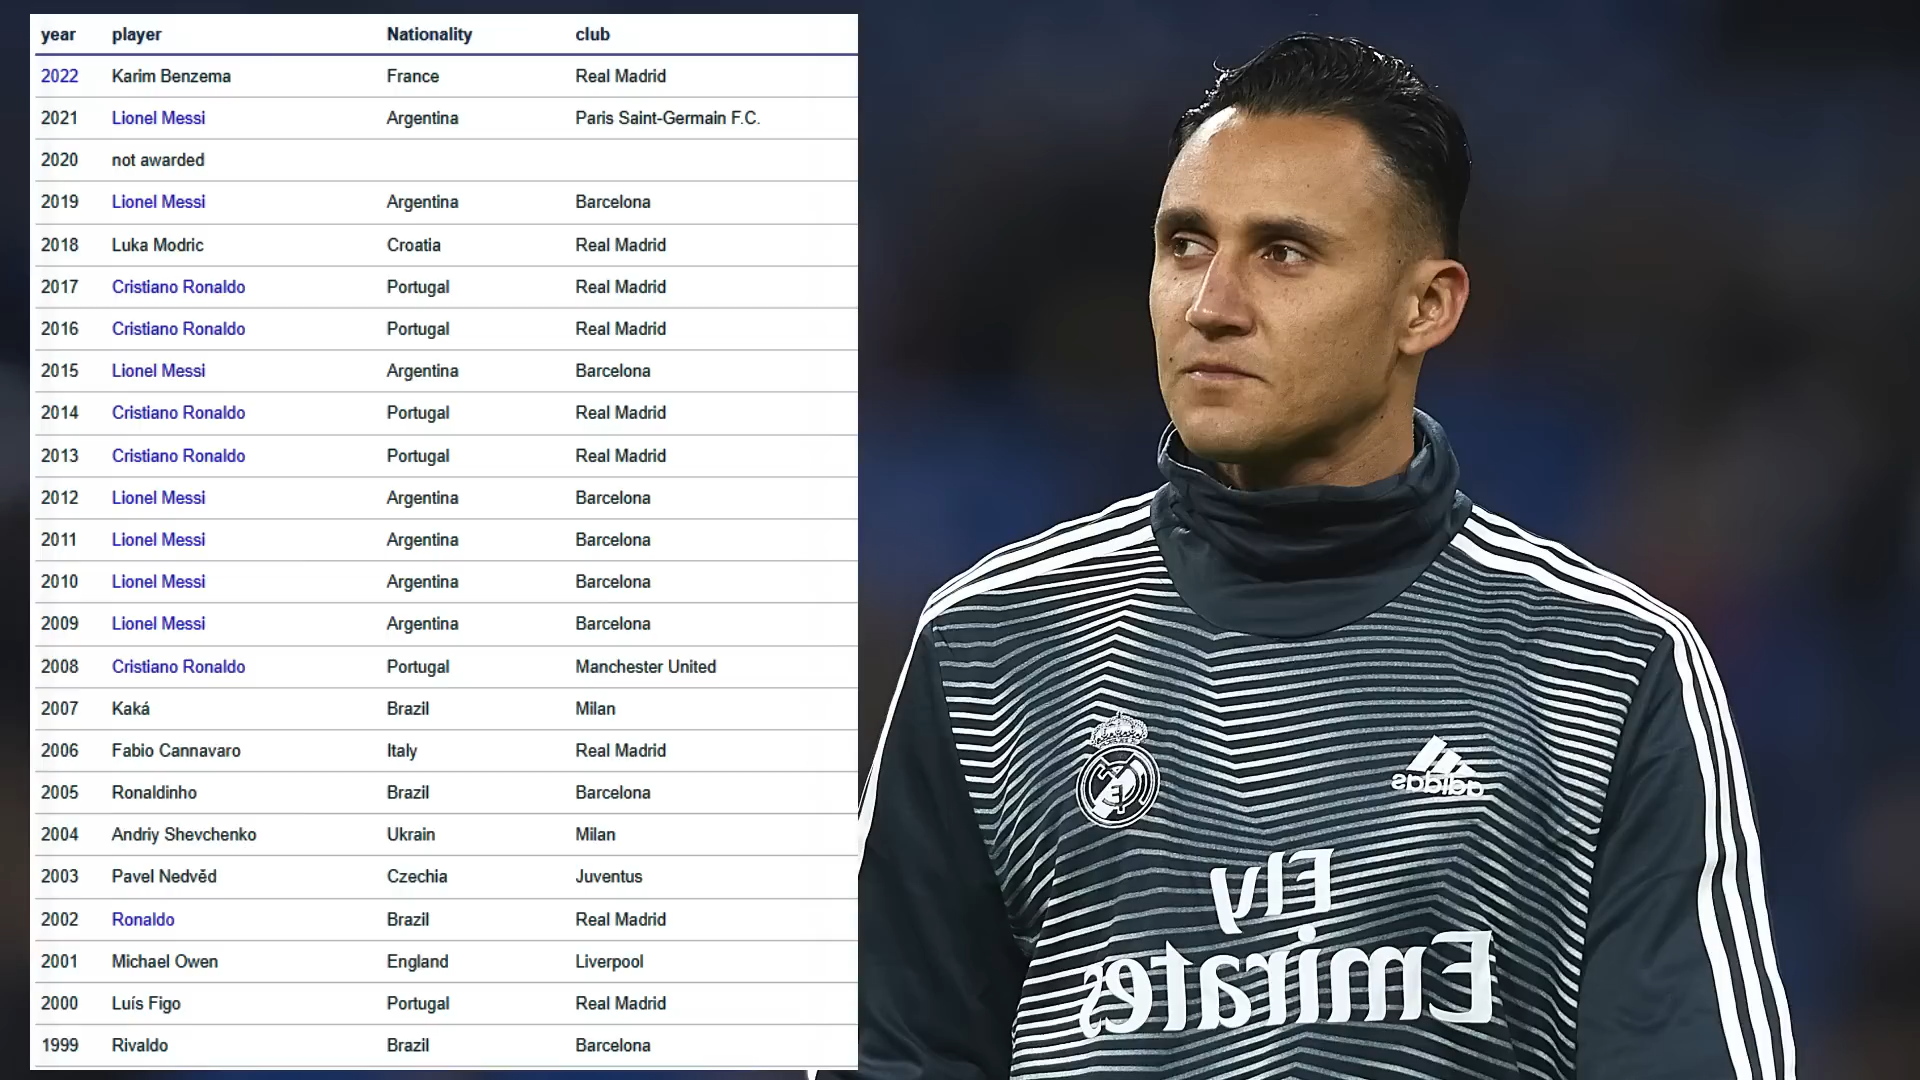 year player Nationality club
2022 Karim Benzema France Real Madrid
2021 Lionel Messi Argentina Paris Saint-Germain F.C.
2020 not awarded
2019 Lionel Messi Argentina Barcelona
2018 Luka Modric Croatia Real Madrid
2017 Cristiano Ronaldo Portugal Real Madrid
2016 Cristiano Ronaldo Portugal Real Madrid
2015 Lionel Messi Argentina Barcelona
2014 Cristiano Ronaldo Portugal Real Madrid
2013 Cristiano Ronaldo Portugal Real Madrid
2012 Lionel Messi Argentina Barcelona
2011 Lionel Messi Argentina Barcelona
2010 Lionel Messi Argentina Barcelona
2009 Lionel Messi Argentina Barcelona
2008 Cristiano Ronaldo Portugal Manchester United
2007 Kaká Brazil Milan
2006 Fabio Cannavaro Italy Real Madrid
2005 Ronaldinho Brazil Barcelona
2004 Andriy Shevchenko Ukrain Milan
2003 Pavel Nedvěd Czechia Juventus
2002 Ronaldo Brazil Real Madrid
2001 Michael Owen England Liverpool
2000 Luís Figo Portugal Real Madrid
1999 Rivaldo Brazil Barcelona
adidas
Fly
Emirates